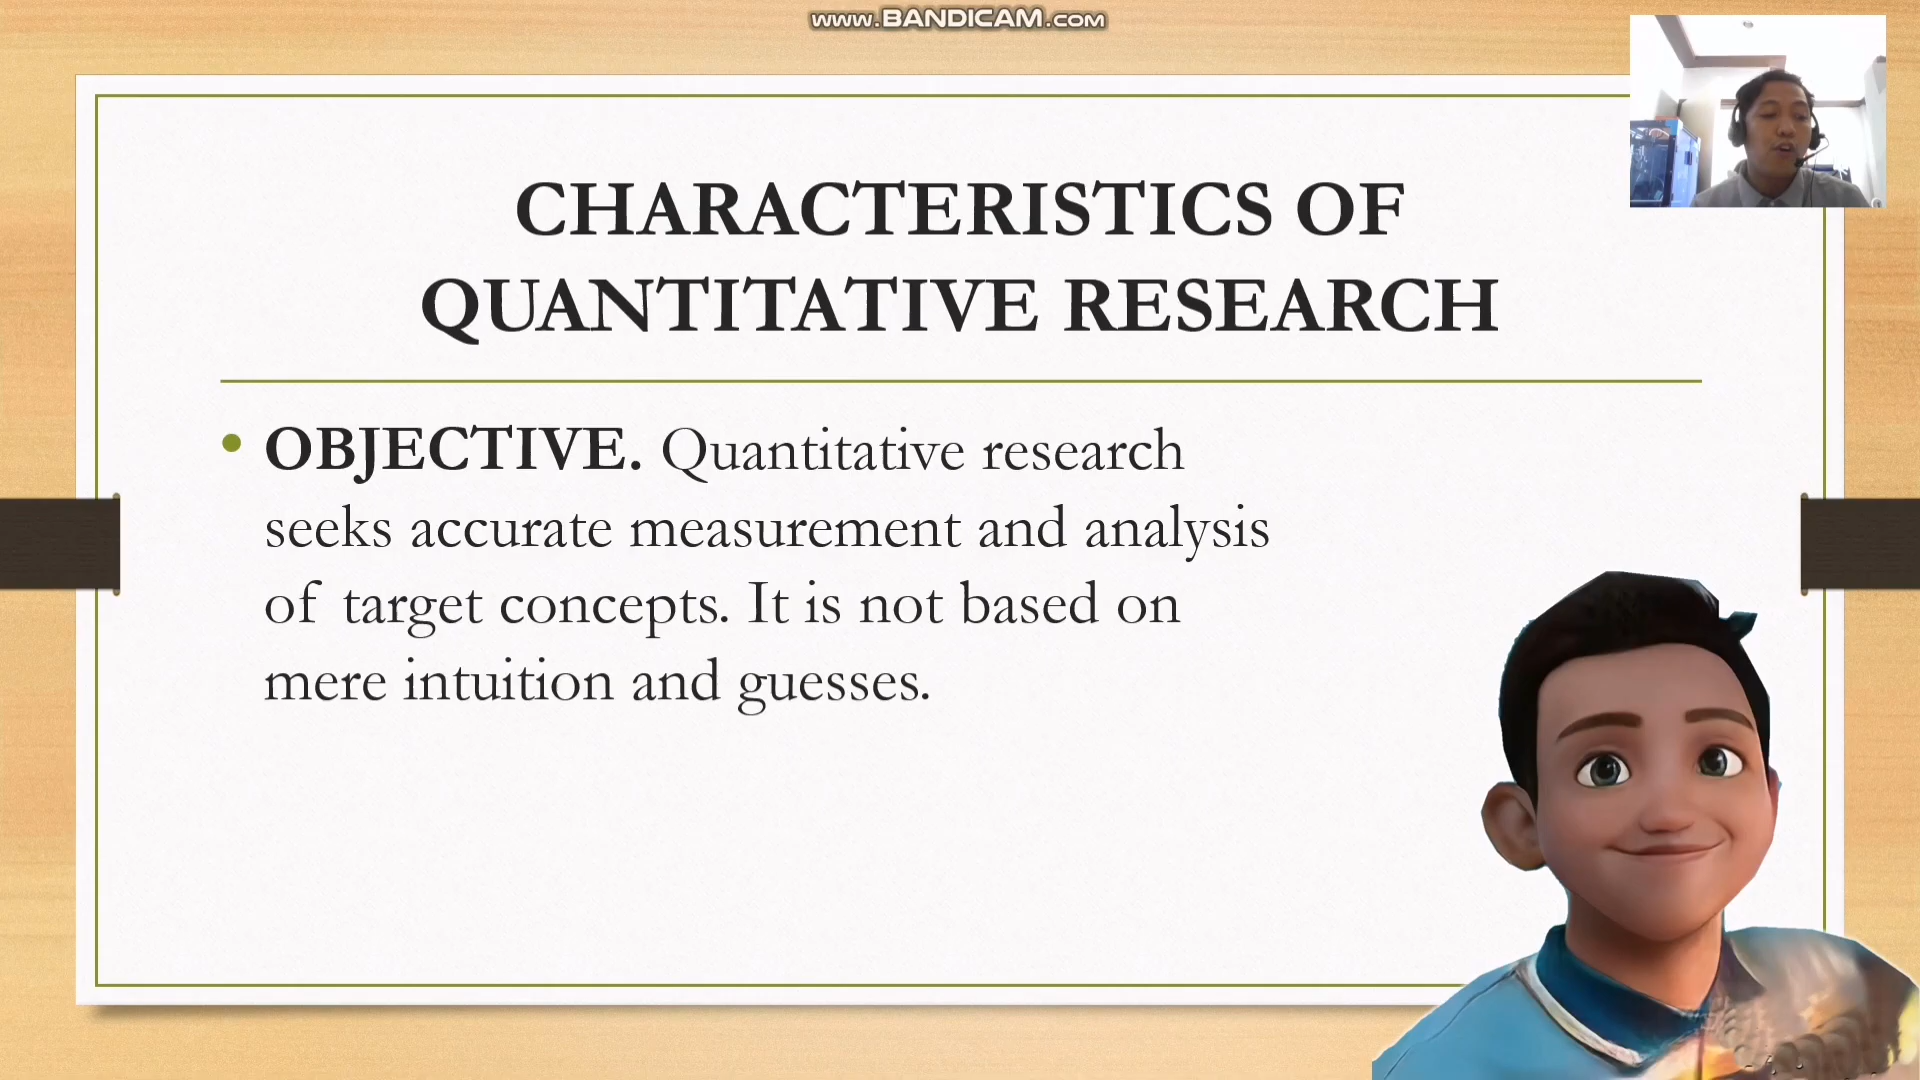 www.BANDICAM.com
CHARACTERISTICS OF
QUANTITATIVE RESEARCH
• OBJECTIVE. Quantitative research
seeks accurate measurement and analysis
of target concepts. It is not based on
mere intuition and guesses.